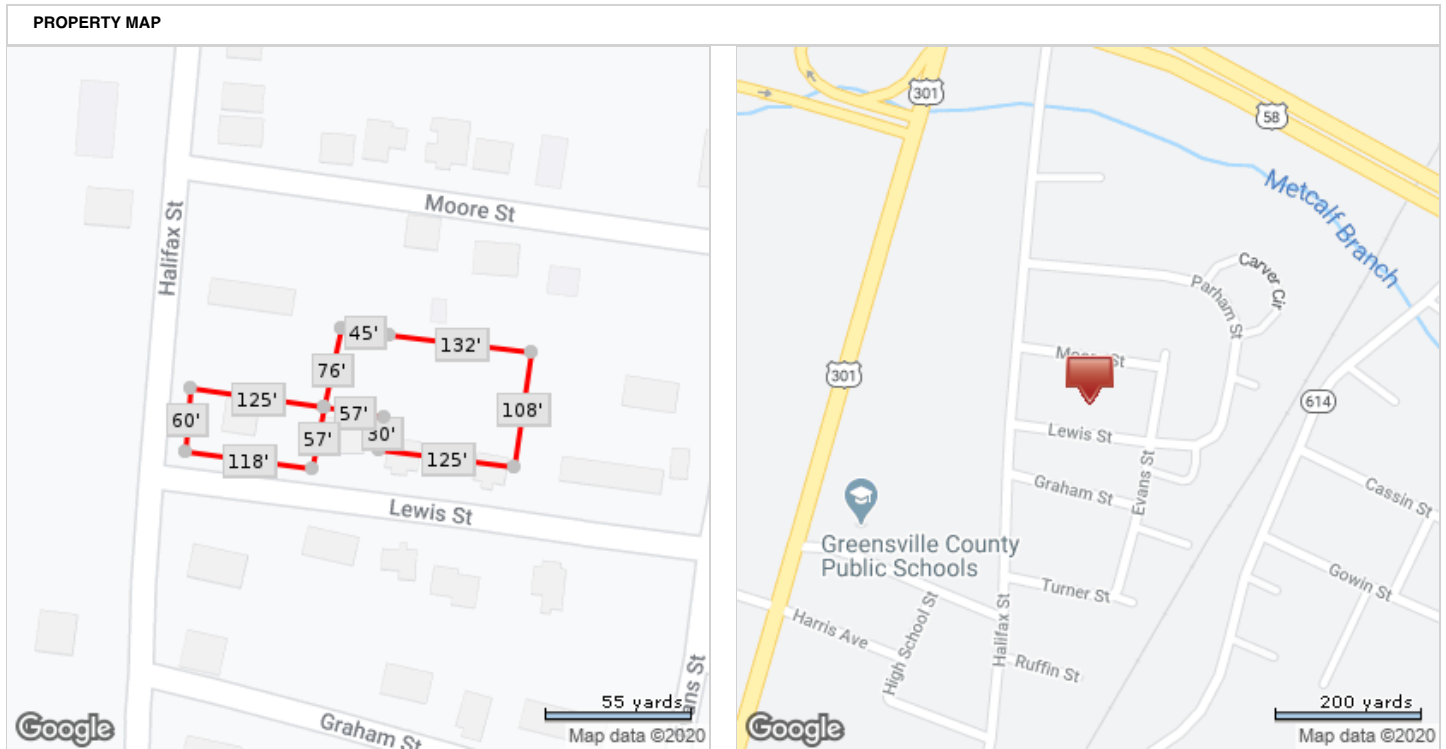 PROPERTY MAP
Moore St
Halifax St
45'
132'
76'
125'
57'
108'
60'
30'
57'
118'
125'
Lewis St
Graham St
55 yards
Google
Map data ©2020
301
58
Metcalf Branch
Carver Cir
Parham St
Moore St
301
614
Lewis St
Evans St
Graham St
Cassin St
Greensville County
Public Schools
Gowin St
Turner St
Harris Ave
High School St
Halifax St
Ruffin St
200 yards
Google
Map data ©2020